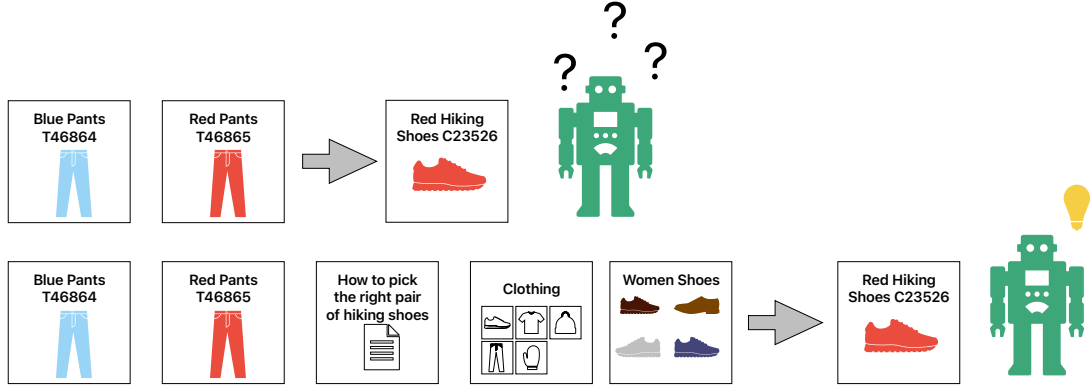 ?
?
?
Blue Pants
T46864
Red Pants
T46865
Red Hiking
Shoes C23526
Blue Pants
T46864
Red Pants
T46865
How to pick
the right pair
of hiking shoes
Clothing
Women Shoes
Red Hiking
Shoes C23526